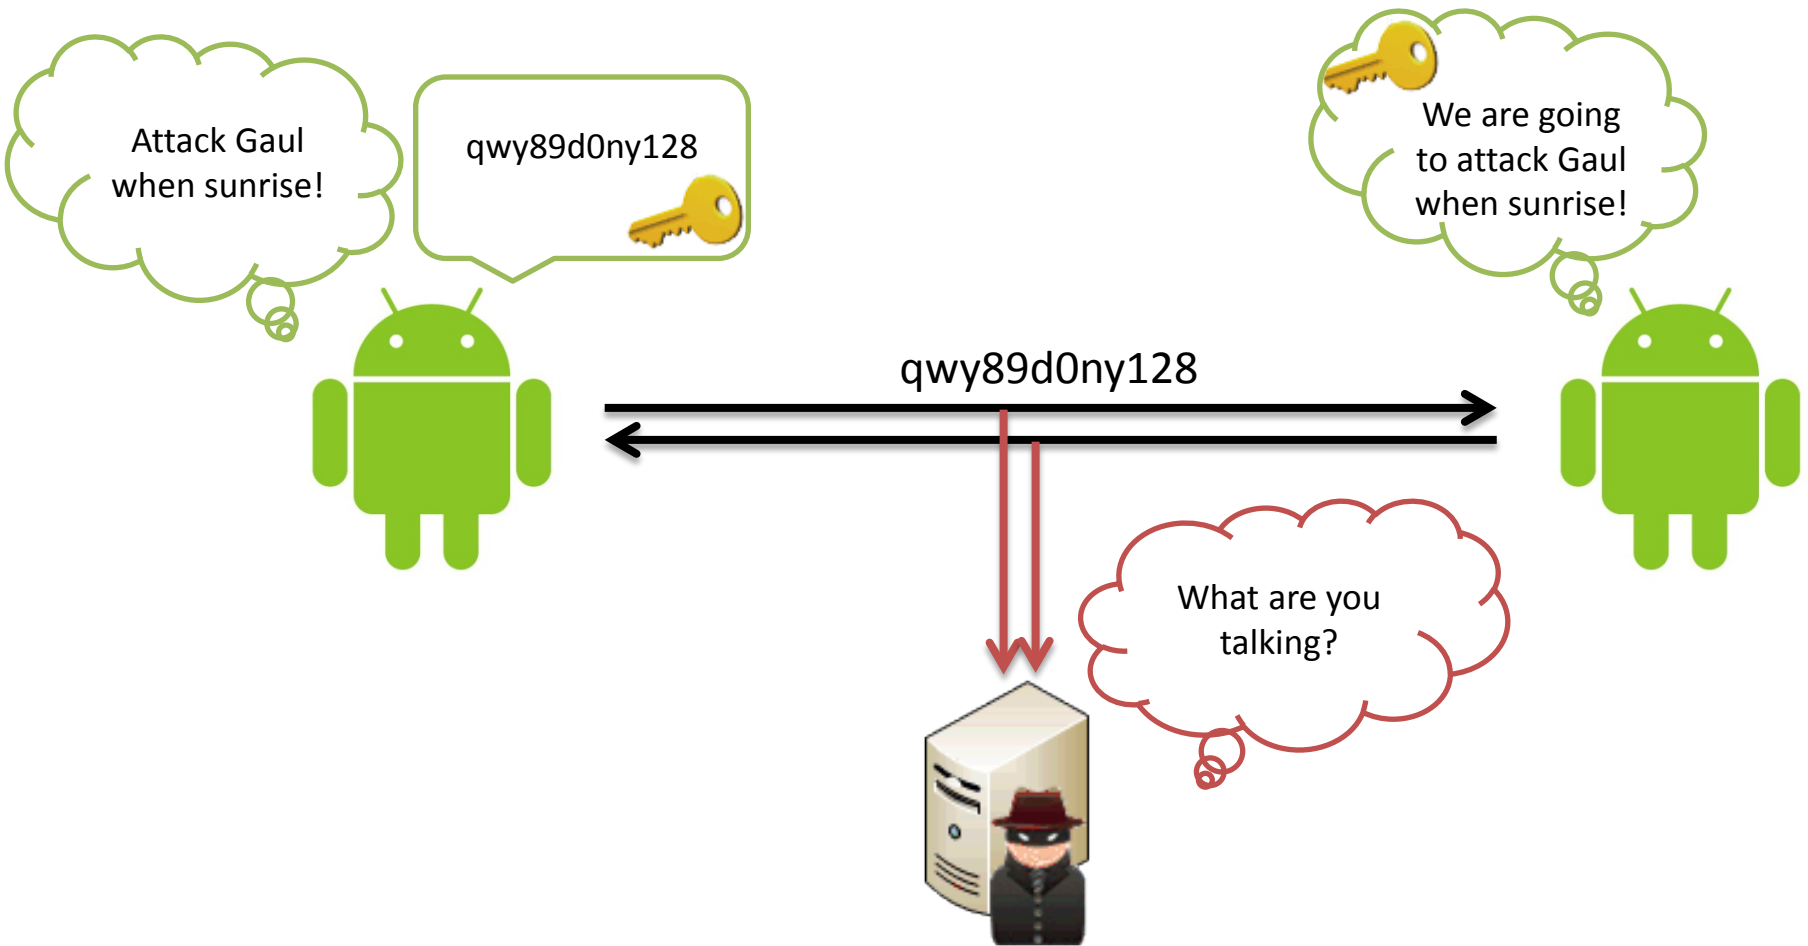 Attack Gaul
when sunrise!
qwy89d0ny128
We are going
to attack Gaul
when sunrise!
qwy89d0ny128
What are you
talking?